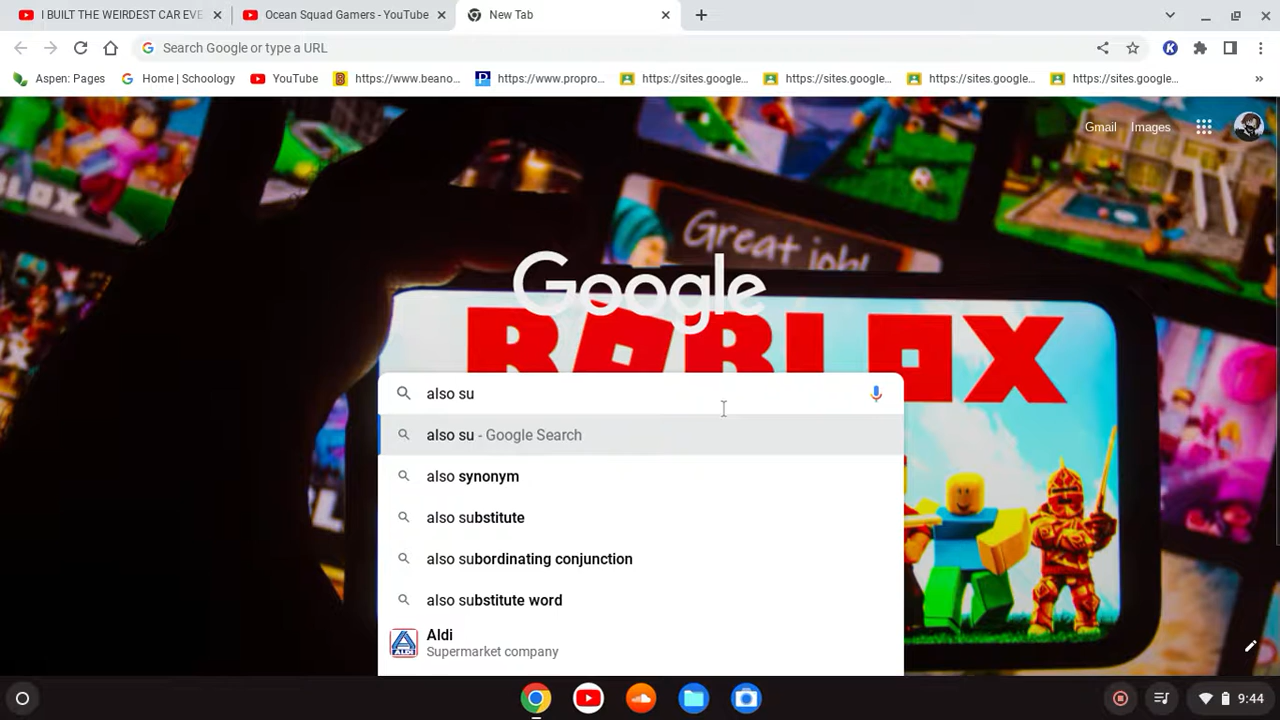 I BUILT THE WEIRDEST CAR EVE
Ocean Squad Gamers - YouTube
New Tab
Search Google or type a URL
Aspen: Pages
Home | Schoology
YouTube
https://www.beano...
https://www.propro...
https://sites.google...
https://sites.google...
https://sites.google...
https://sites.google...
»
Gmail
Images
BLOX
Great job!
Google
ROBLOX
also su
also su - Google Search
also synonym
also substitute
also subordinating conjunction
also substitute word
ALDI
Aldi
Supermarket company
9:44